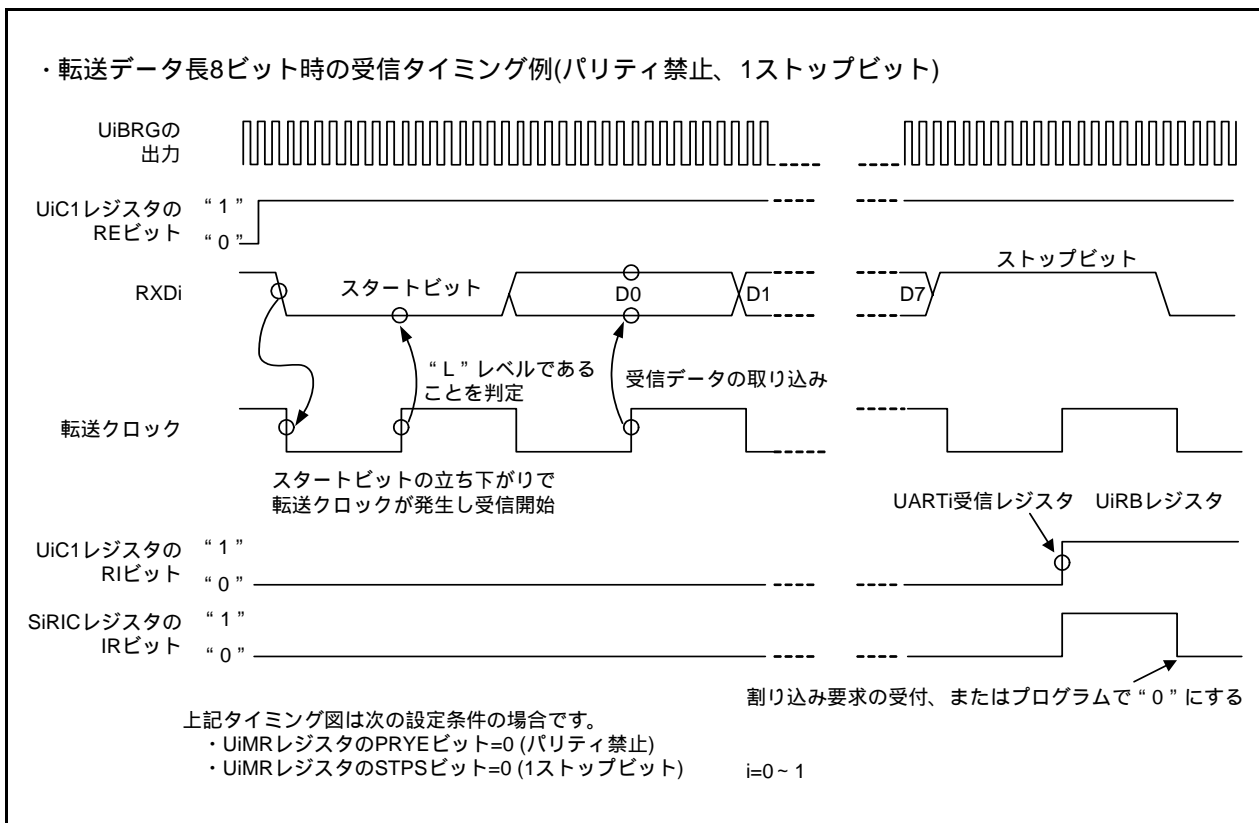 ・転送データ長8ビット時の受信タイミング例(パリティ禁止、1ストップビット)
UiBRGの
出力
UiC1レジスタの
REビット
“1”
“0”
RXDi
スタートビット
D0
D1
D7
ストップビット
“L”レベルである
ことを判定
受信データの取り込み
転送クロック
スタートビットの立ち下がりで
転送クロックが発生し受信開始
UARTi受信レジスタ UiRBレジスタ
UiC1レジスタの
RIビット
“1”
“0”
SiRICレジスタの
IRビット
“1”
“0”
割り込み要求の受付、またはプログラムで“0”にする
上記タイミング図は次の設定条件の場合です。
・UiMRレジスタのPRYEビット=0 (パリティ禁止)
・UiMRレジスタのSTPSビット=0 (1ストップビット) i=0~1